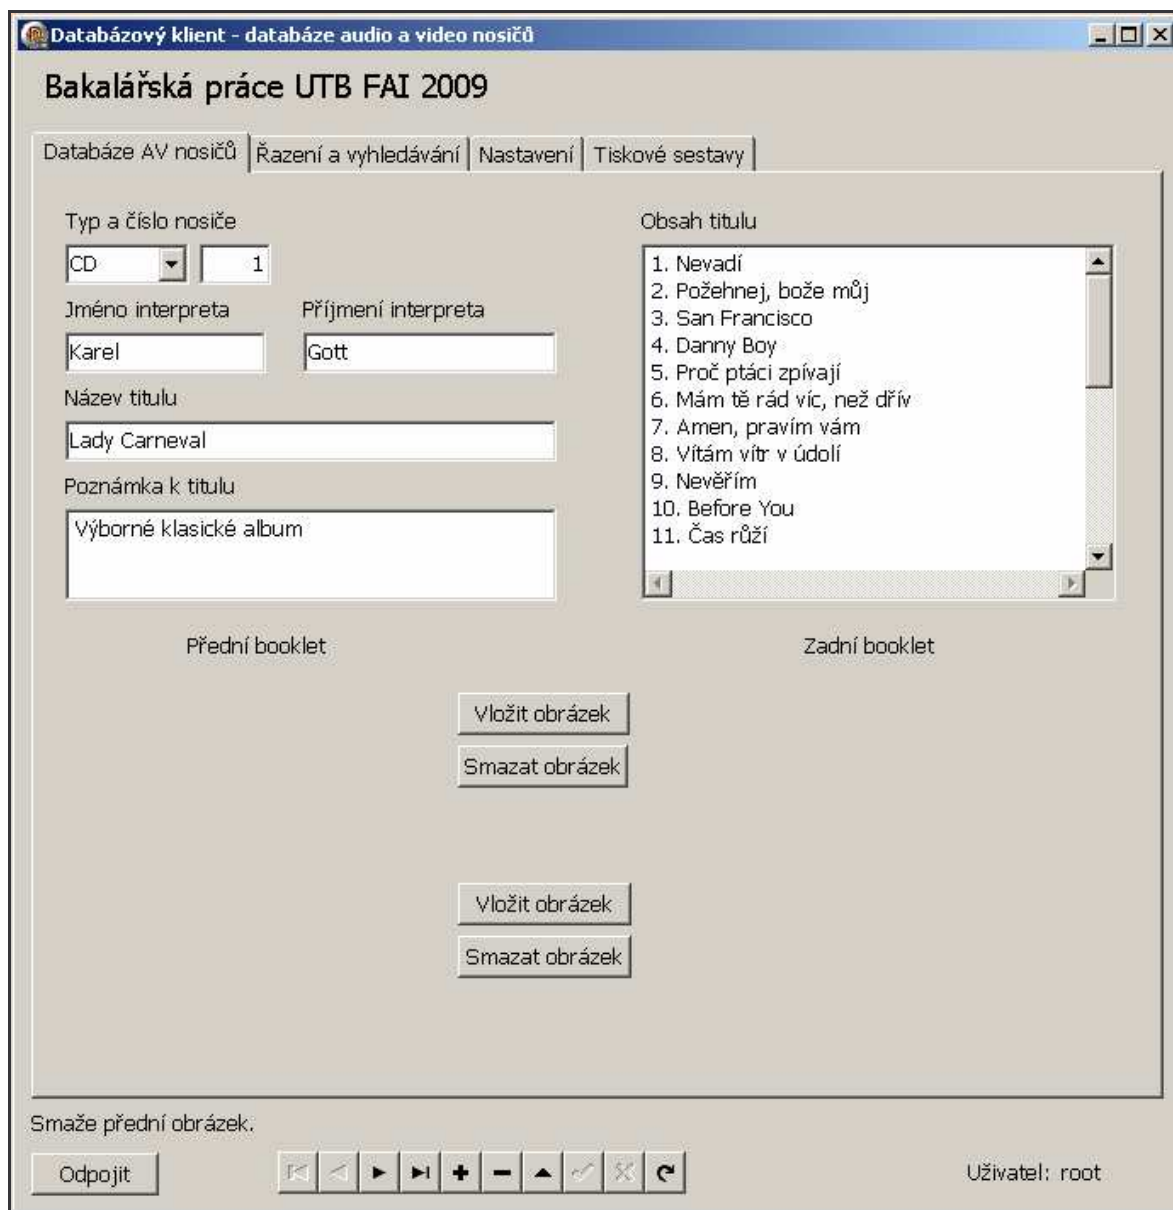 Databázový klient - databáze audio a video nosičů
Bakalářská práce UTB FAI 2009
Databáze AV nosičů
Řazení a vyhledávání
Nastavení
Tiskové sestavy
Typ a číslo nosiče
CD
1
Jméno interpreta
Příjmení interpreta
Karel
Gott
Název titulu
Lady Carneval
Poznámka k titulu
Výborné klasické album
Obsah titulu
1. Nevadí
2. Požehnej, bože můj
3. San Francisco
4. Danny Boy
5. Proč ptáci zpívají
6. Mám tě rád víc, než dřív
7. Amen, pravím vám
8. Vítám vítr v údolí
9. Nevěřím
10. Before You
11. Čas růží
Přední booklet
Zadní booklet
Vložit obrázek
Smazat obrázek
Vložit obrázek
Smazat obrázek
Smaže přední obrázek.
Odpojit
Uživatel: root